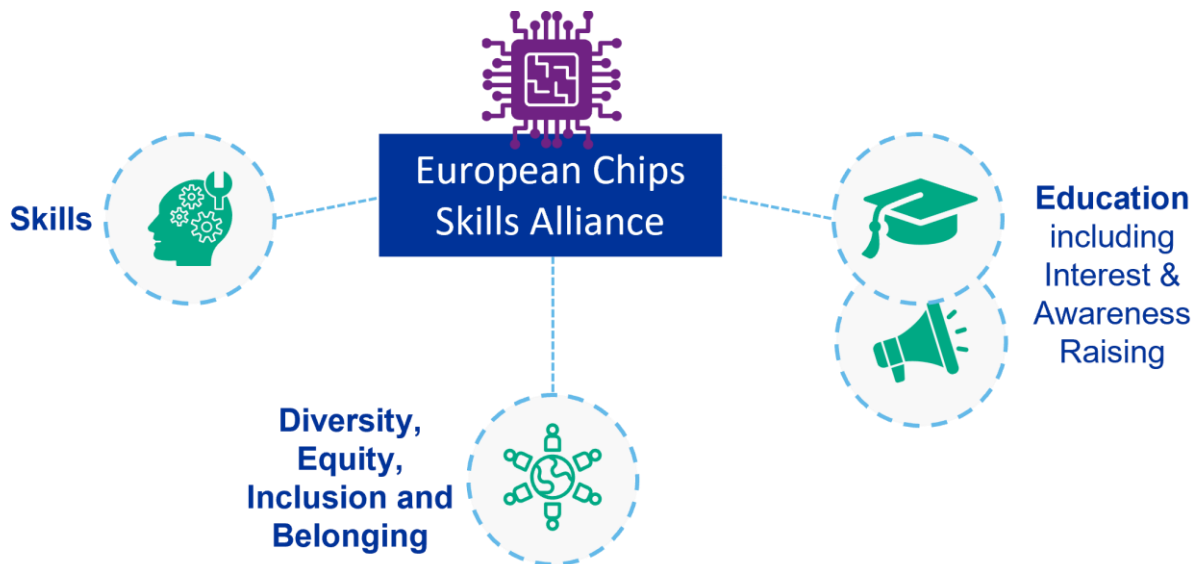 European Chips
Skills Alliance
Skills
Education
including
Interest &
Awareness
Raising
Diversity,
Equity,
Inclusion and
Belonging